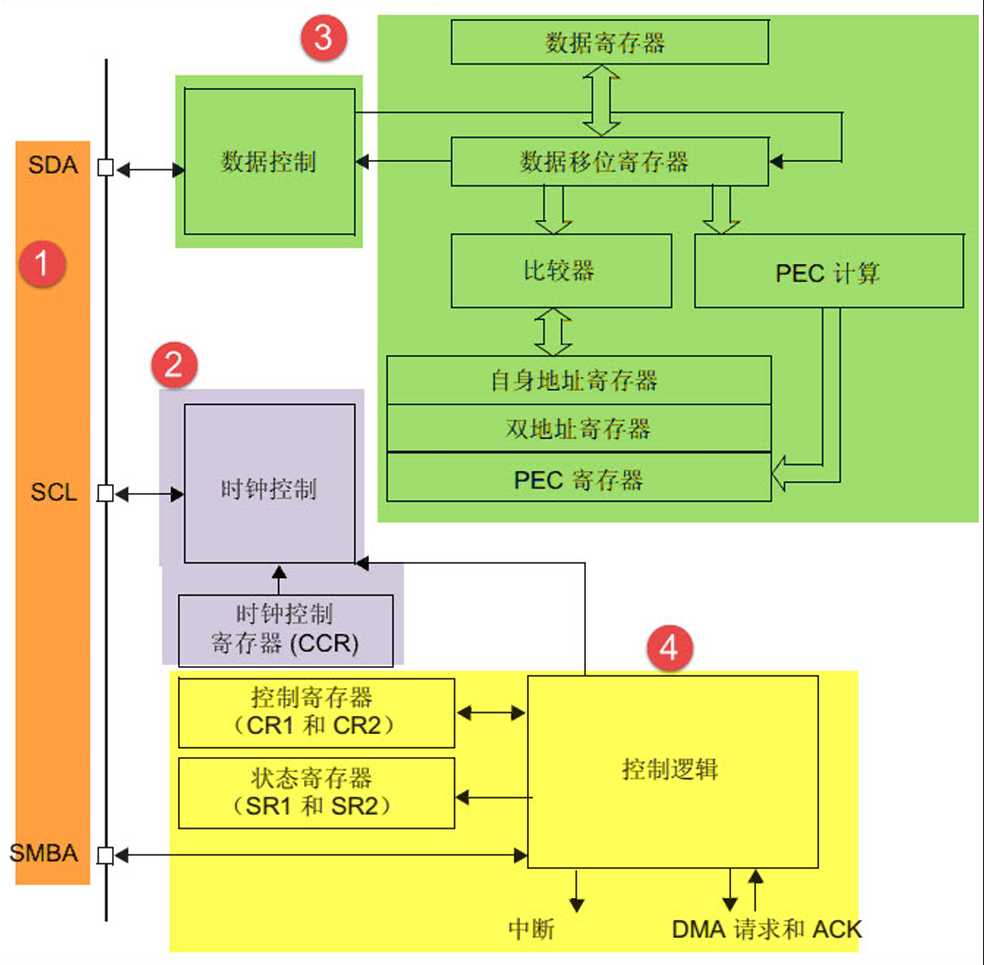 3
数据寄存器
SDA
数据控制
数据移位寄存器
1
比较器
PEC 计算
2
自身地址寄存器
双地址寄存器
PEC 寄存器
SCL
时钟控制
时钟控制
寄存器 (CCR)
4
控制寄存器
（CR1 和 CR2）
控制逻辑
状态寄存器
（SR1 和 SR2）
SMBA
中断
DMA 请求和 ACK